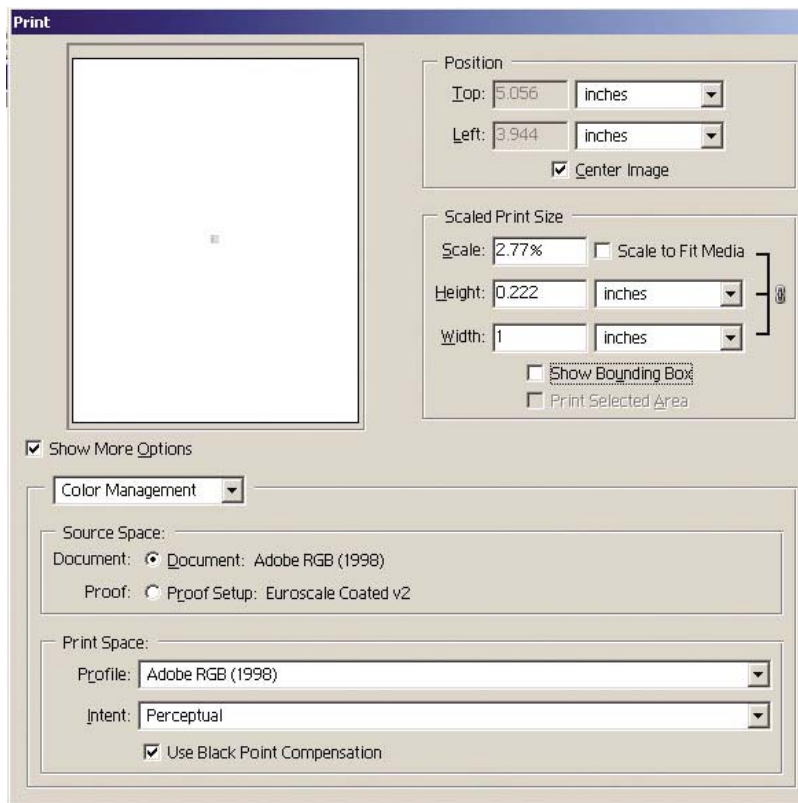 Print
Position
Top: 5.056 inches
Left: 3.944 inches
Center Image
Scaled Print Size
Scale: 2.77% Scale to Fit Media
Height: 0.222 inches
Width: 1 inches
Show Bounding Box
Print Selected Area
Show More Options
Color Management
Source Space:
Document: Document: Adobe RGB (1998)
Proof: Proof Setup: Euroscale Coated v2
Print Space:
Profile: Adobe RGB (1998)
Intent: Perceptual
Use Black Point Compensation